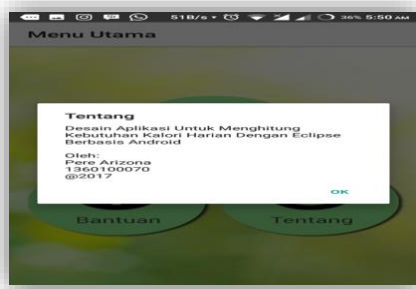 51B/s 36% 5:50 AM
Menu Utama
Tentang
Desain Aplikasi Untuk Menghitung
Kebutuhan Kalori Harian Dengan Eclipse
Berbasis Android
Oleh:
Pere Arizona
1360100070
@2017
OK
Bantuan Tentang